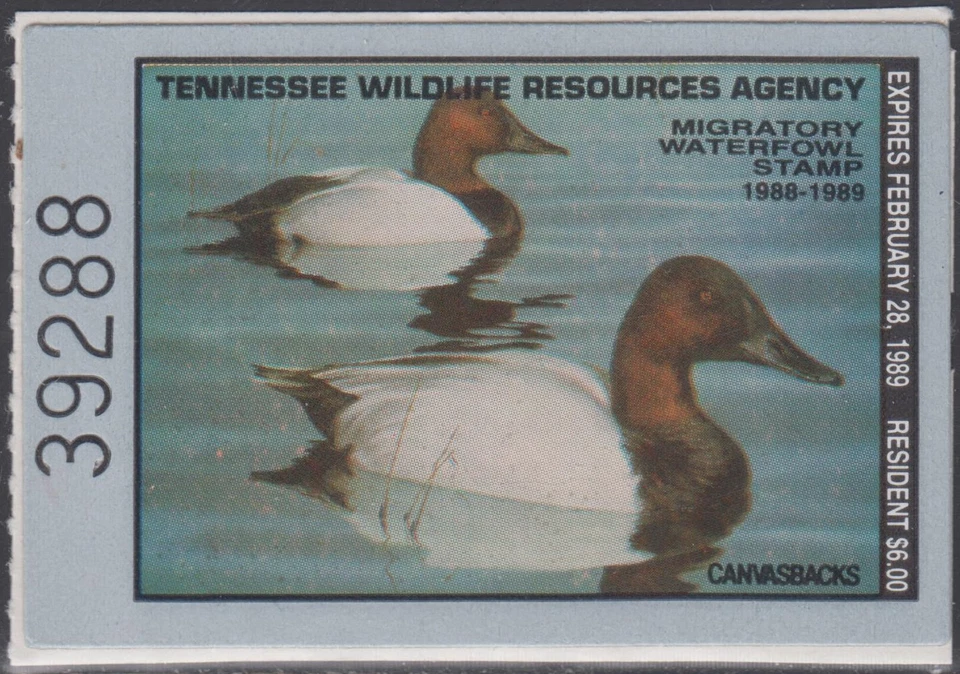 TENNESSEE WILDLIFE RESOURCES AGENCY
MIGRATORY
WATERFOWL
STAMP
1988-1989
EXPIRES FEBRUARY 28, 1989 RESIDENT $6.00
39288
CANVASBACKS